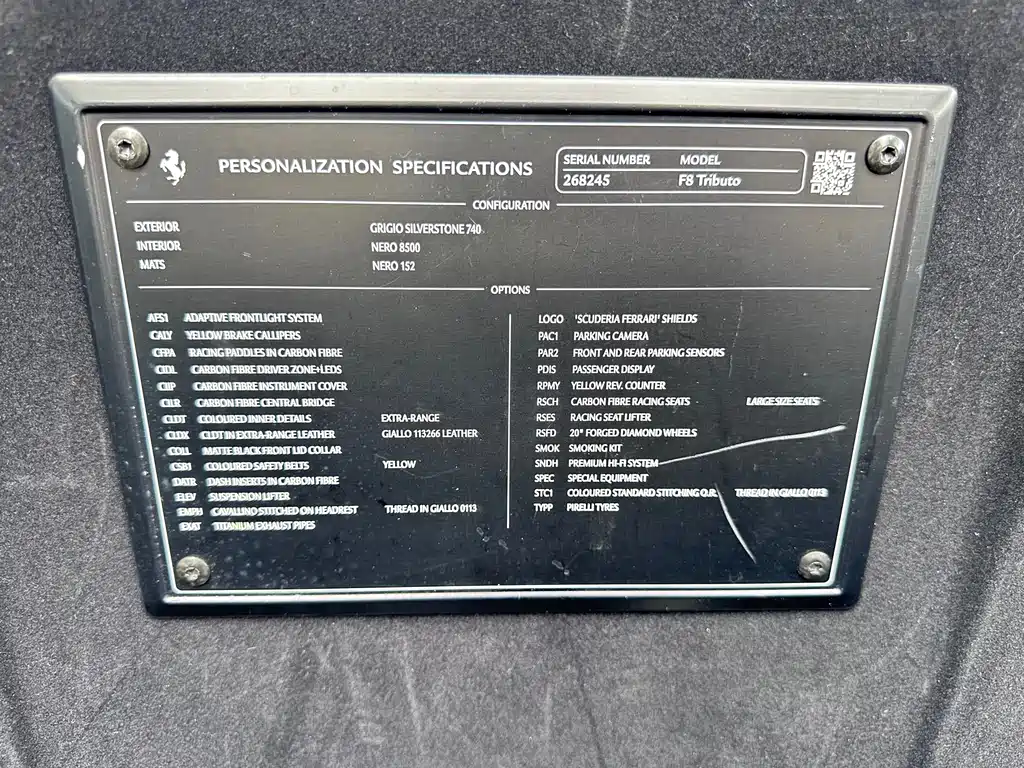 PERSONALIZATION SPECIFICATIONS
SERIAL NUMBER MODEL
268245 F8 Tributo
CONFIGURATION
EXTERIOR GRIGIO SILVERSTONE 740
INTERIOR NERO 8500
MATS NERO 152
OPTIONS
AFS1 ADAPTIVE FRONTLIGHT SYSTEM
CALY YELLOW BRAKE CALLIPERS
CFPA RACING PADDLES IN CARBON FIBRE
CIDL CARBON FIBRE DRIVER ZONE+LEDS
CIIP CARBON FIBRE INSTRUMENT COVER
CILR CARBON FIBRE CENTRAL BRIDGE
CLDT COLOURED INNER DETAILS EXTRA-RANGE
CLDX CLDT IN EXTRA-RANGE LEATHER GIALLO 113266 LEATHER
COLL MATTE BLACK FRONT LID COLLAR
CSB1 COLOURED SAFETY BELTS YELLOW
DATR DASH INSERTS IN CARBON FIBRE
ELEV SUSPENSION LIFTER
EMPH CAVALLINO STITCHED ON HEADREST THREAD IN GIALLO 0113
EXAT TITANIUM EXHAUST PIPES
LOGO 'SCUDERIA FERRARI' SHIELDS
PAC1 PARKING CAMERA
PAR2 FRONT AND REAR PARKING SENSORS
PDIS PASSENGER DISPLAY
RPMY YELLOW REV. COUNTER
RSCH CARBON FIBRE RACING SEATS LARGE SIZE SEATS
RSES RACING SEAT LIFTER
RSFD 20" FORGED DIAMOND WHEELS
SMOK SMOKING KIT
SNDH PREMIUM HI-FI SYSTEM
SPEC SPECIAL EQUIPMENT
STC1 COLOURED STANDARD STITCHING O.R. THREAD IN GIALLO 0113
TYPP PIRELLI TYRES